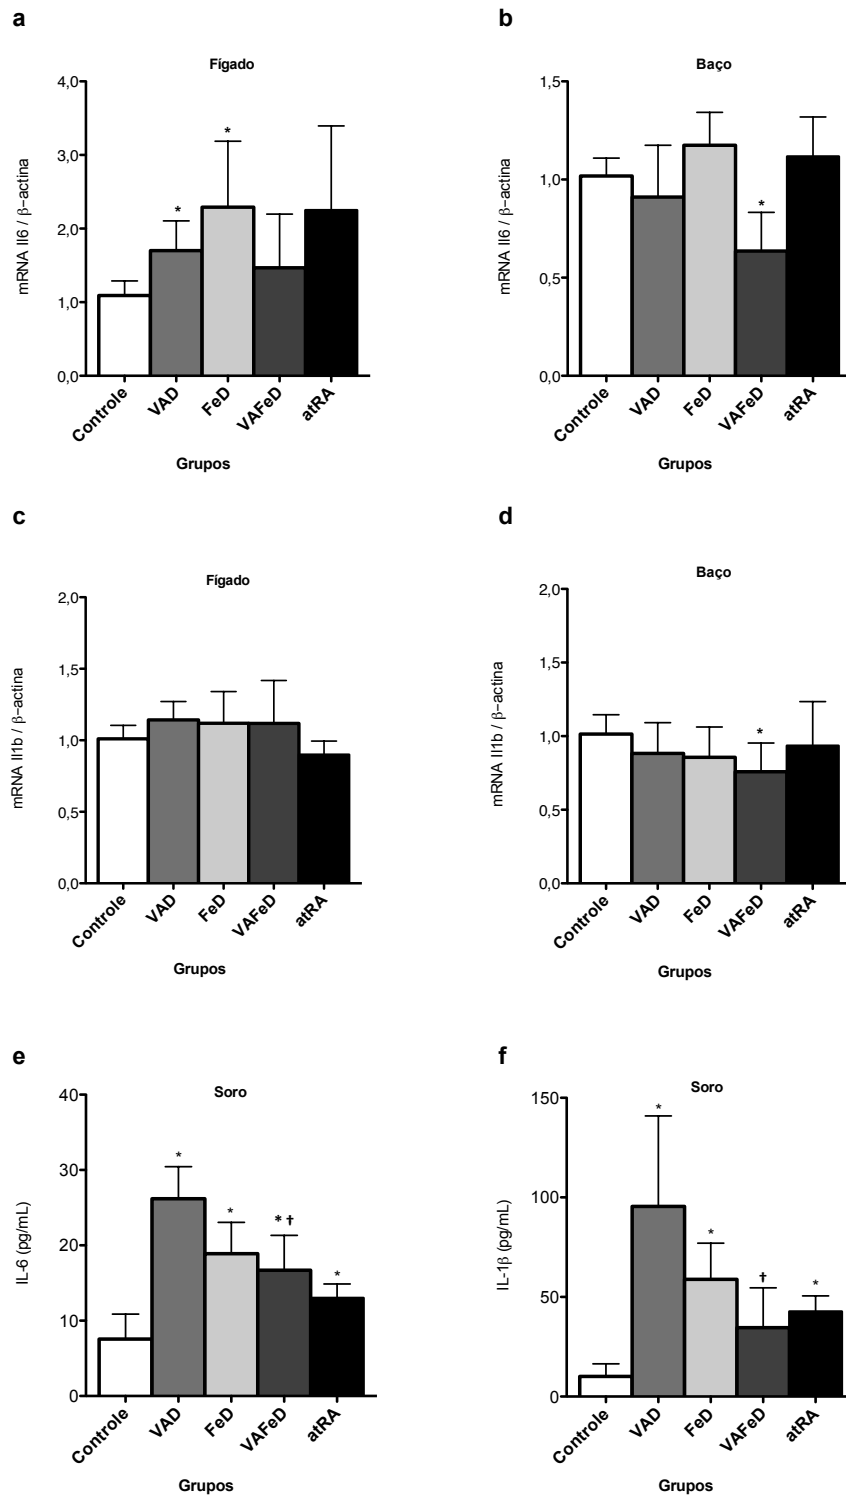 a
Fígado
mRNA Il6 / β−actina
4,0
3,0
2,0
1,0
0,0
*
*
Controle
VAD
FeD
VAFeD
atRA
Grupos
b
Baço
mRNA Il6 / β−actina
1,5
1,0
0,5
0,0
*
Controle
VAD
FeD
VAFeD
atRA
Grupos
c
Fígado
mRNA Il1b / β−actina
2,0
1,5
1,0
0,5
0,0
Controle
VAD
FeD
VAFeD
atRA
Grupos
d
Baço
mRNA Il1b / β−actina
2,0
1,5
1,0
0,5
0,0
*
Controle
VAD
FeD
VAFeD
atRA
Grupos
e
Soro
IL-6 (pg/mL)
40
30
20
10
0
*
*
* †
*
Controle
VAD
FeD
VAFeD
atRA
Grupos
f
Soro
IL-1β (pg/mL)
150
100
50
0
*
*
†
*
Controle
VAD
FeD
VAFeD
atRA
Grupos